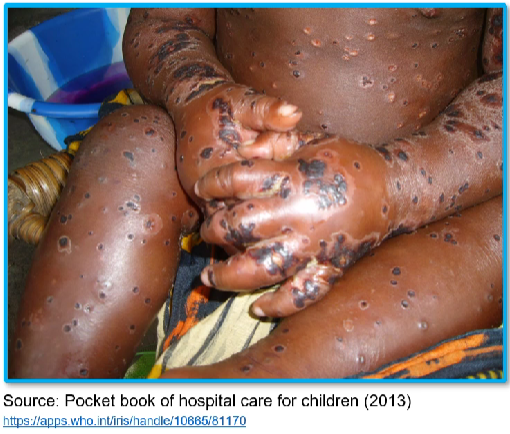 Source: Pocket book of hospital care for children (2013)
https://apps.who.int/iris/handle/10665/81170